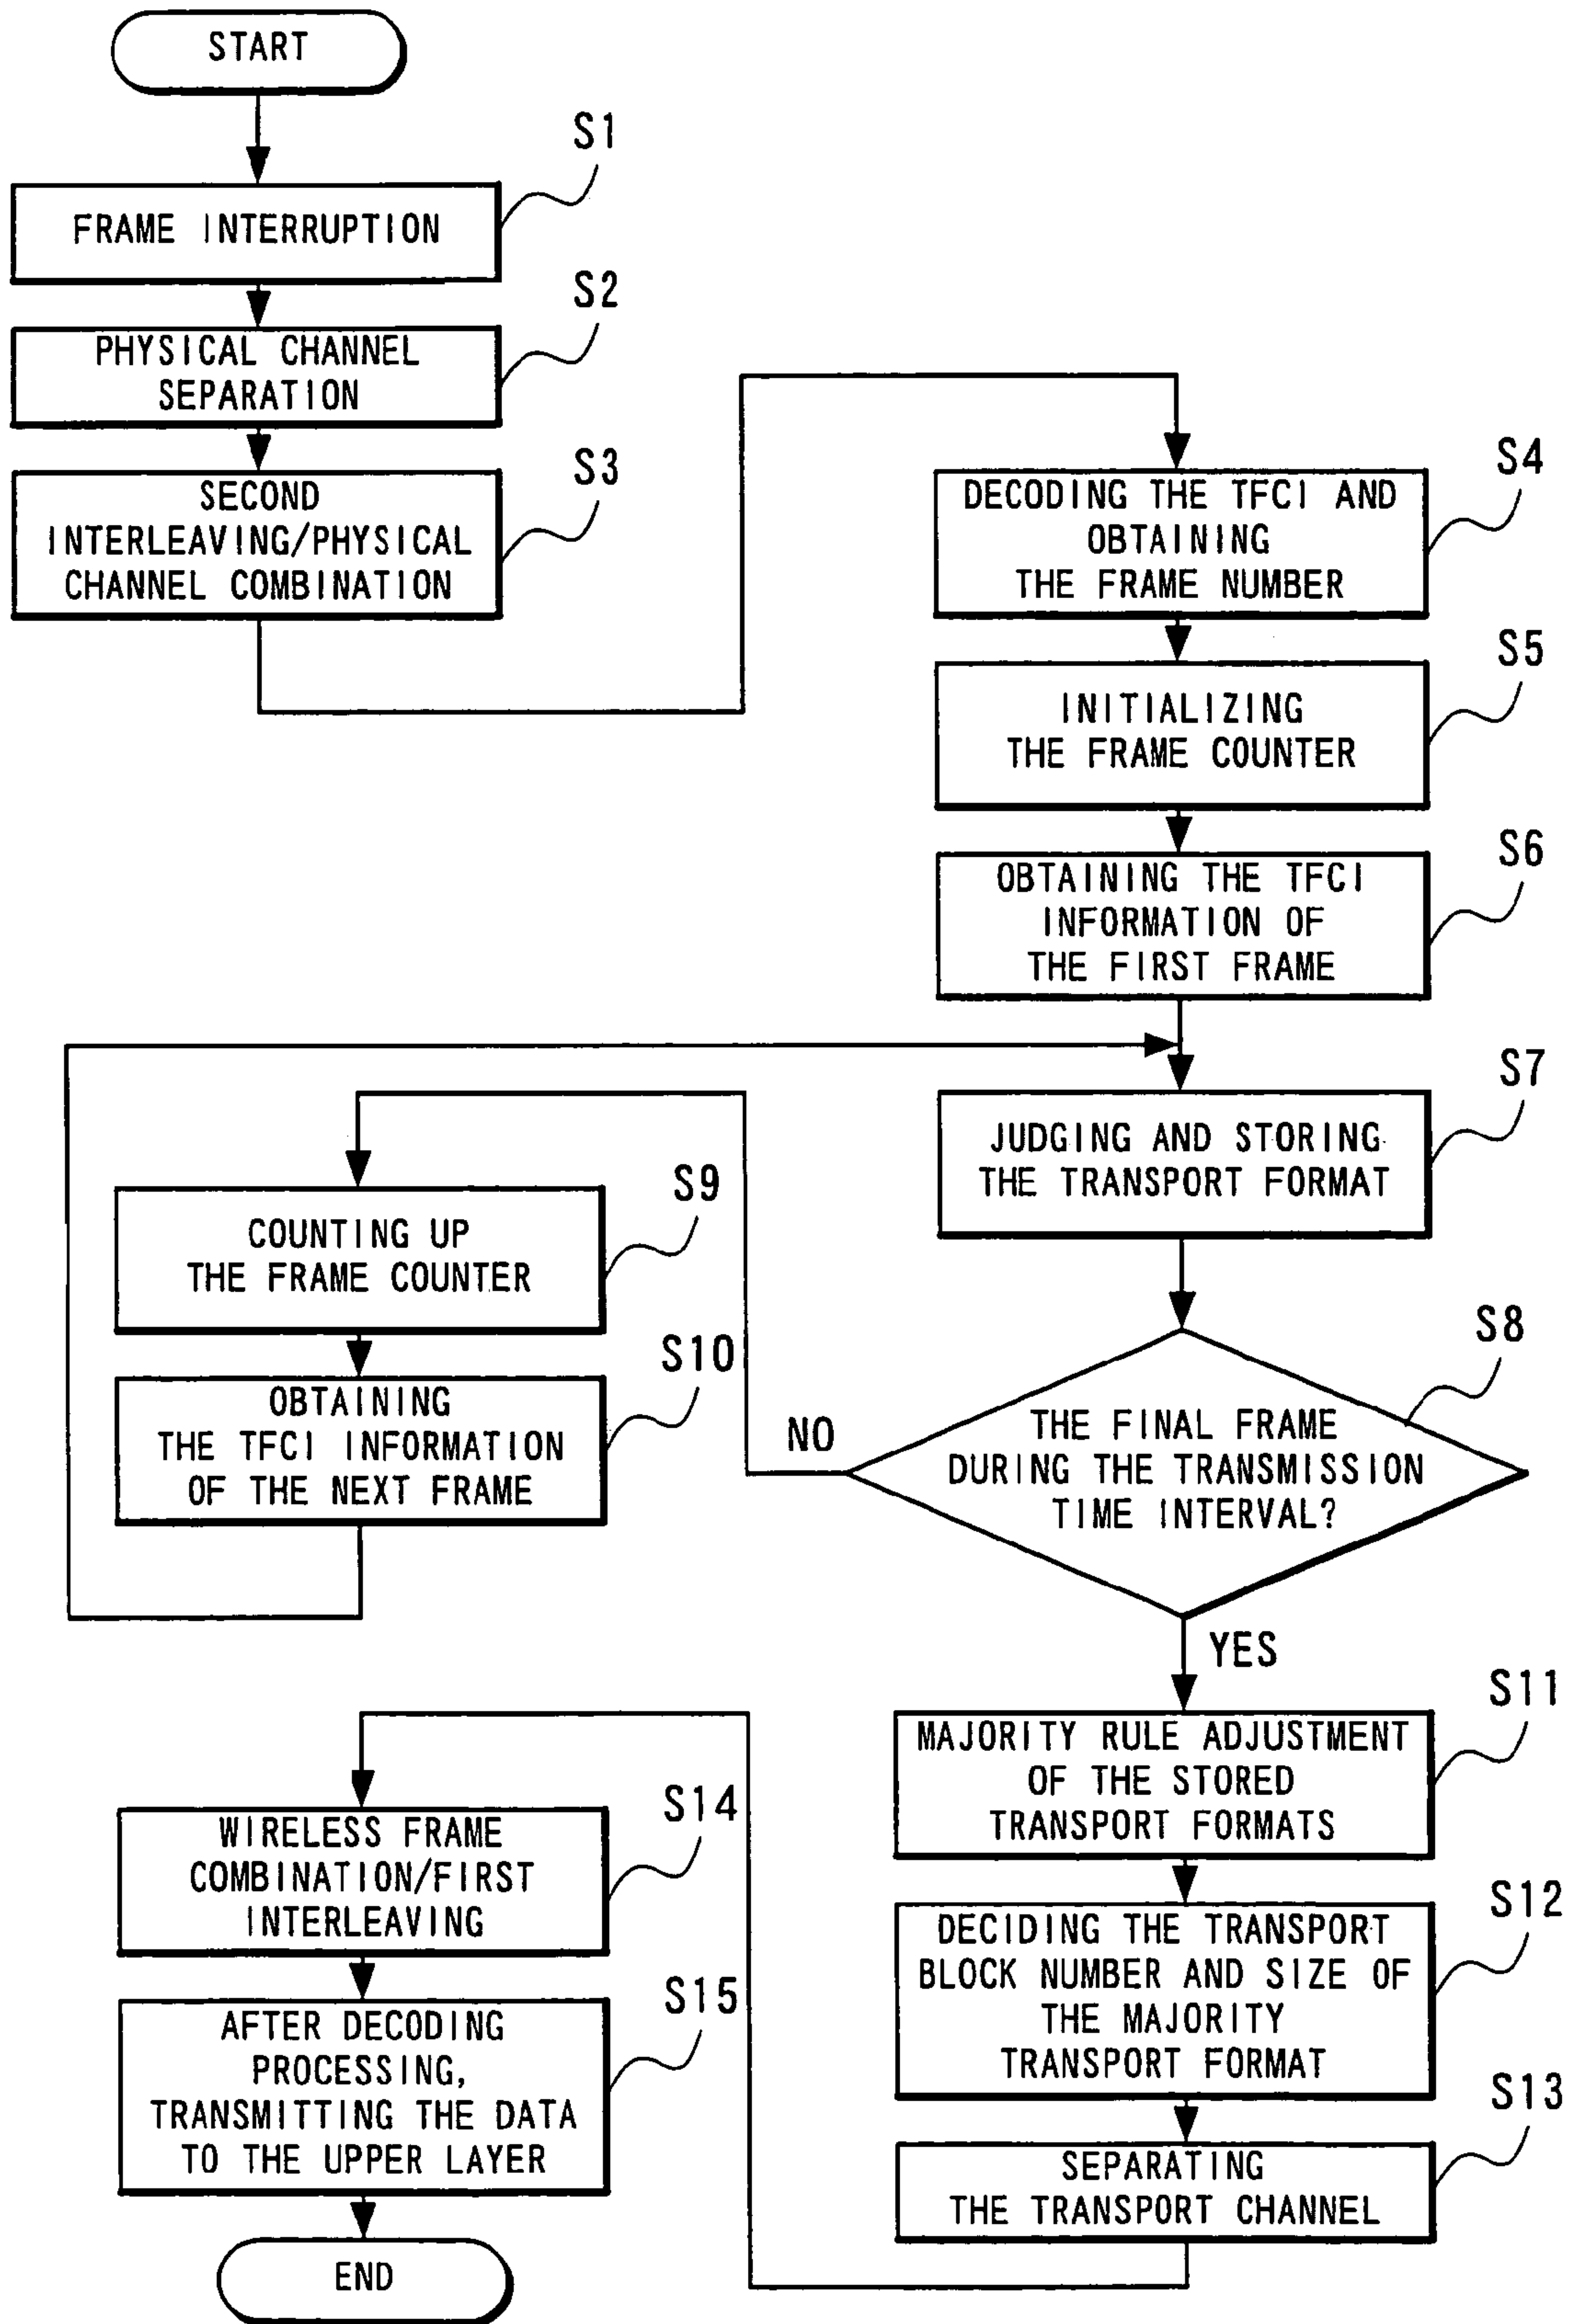 START
S1
FRAME INTERRUPTION
S2
PHYSICAL CHANNEL
SEPARATION
S3
SECOND
INTERLEAVING/PHYSICAL
CHANNEL COMBINATION
S4
DECODING THE TFCI AND
OBTAINING
THE FRAME NUMBER
S5
INITIALIZING
THE FRAME COUNTER
S6
OBTAINING THE TFCI
INFORMATION OF
THE FIRST FRAME
S7
JUDGING AND STORING
THE TRANSPORT FORMAT
S8
THE FINAL FRAME
DURING THE TRANSMISSION
TIME INTERVAL?
NO
S9
COUNTING UP
THE FRAME COUNTER
S10
OBTAINING
THE TFCI INFORMATION
OF THE NEXT FRAME
YES
S11
MAJORITY RULE ADJUSTMENT
OF THE STORED
TRANSPORT FORMATS
S12
DECIDING THE TRANSPORT
BLOCK NUMBER AND SIZE OF
THE MAJORITY
TRANSPORT FORMAT
S13
SEPARATING
THE TRANSPORT CHANNEL
S14
WIRELESS FRAME
COMBINATION/FIRST
INTERLEAVING
S15
AFTER DECODING
PROCESSING,
TRANSMITTING THE DATA
TO THE UPPER LAYER
END